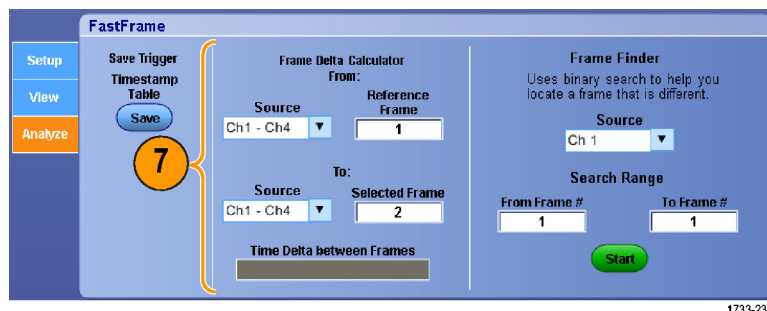 FastFrame
Setup
View
Analyze
Save Trigger
Timestamp
Table
Save
7
Frame Delta Calculator
From:
Source
Reference
Frame
Ch1 - Ch4
1
To:
Source
Selected Frame
Ch1 - Ch4
2
Time Delta between Frames
Frame Finder
Uses binary search to help you
locate a frame that is different.
Source
Ch 1
Search Range
From Frame #
To Frame #
1
1
Start
1733-23